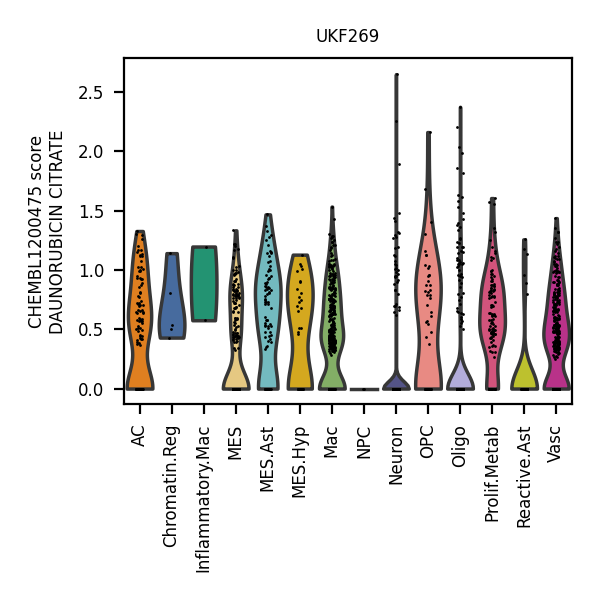 UKF269
CHEMBL1200475 score
DAUNORUBICIN CITRATE
2.5
2.0
1.5
1.0
0.5
0.0
AC
Chromatin.Reg
Inflammatory.Mac
MES
MES.Ast
MES.Hyp
Mac
NPC
Neuron
OPC
Oligo
Prolif.Metab
Reactive.Ast
Vasc